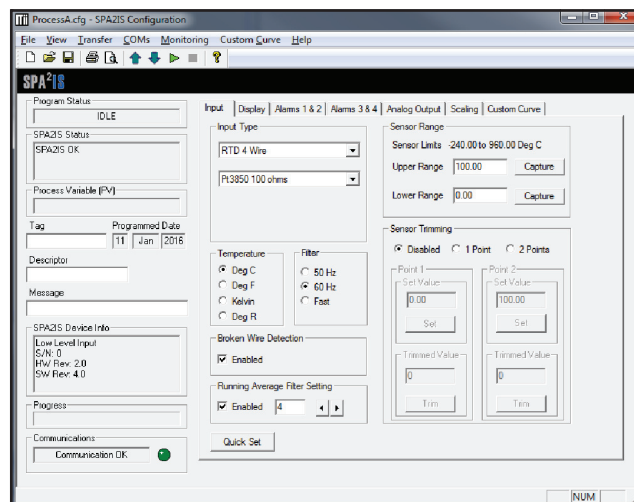 ProcessA.cfg - SPA2IS Configuration
File View Transfer COMs Monitoring Custom Curve Help
SPA²IS
Program Status
IDLE
SPA2IS Status
SPA2IS OK
Process Variable (PV)
Tag Programmed Date
11 Jan 2016
Descriptor
Message
SPA2IS Device Info
Low Level Input
S/N: 0
HW Rev: 2.0
SW Rev: 4.0
Progress
Communications
Communication OK
Input Display Alarms 1 & 2 Alarms 3 & 4 Analog Output Scaling Custom Curve
Input Type
RTD 4 Wire
Pt3850 100 ohms
Temperature
Deg C
Deg F
Kelvin
Deg R
Filter
50 Hz
60 Hz
Fast
Broken Wire Detection
Enabled
Running Average Filter Setting
Enabled 4
Quick Set
Sensor Range
Sensor Limits -240.00 to 960.00 Deg C
Upper Range 100.00 Capture
Lower Range 0.00 Capture
Sensor Trimming
Disabled 1 Point 2 Points
Point 1
Set Value
0.00
Set
Trimmed Value
0
Trim
Point 2
Set Value
100.00
Set
Trimmed Value
0
Trim
NUM